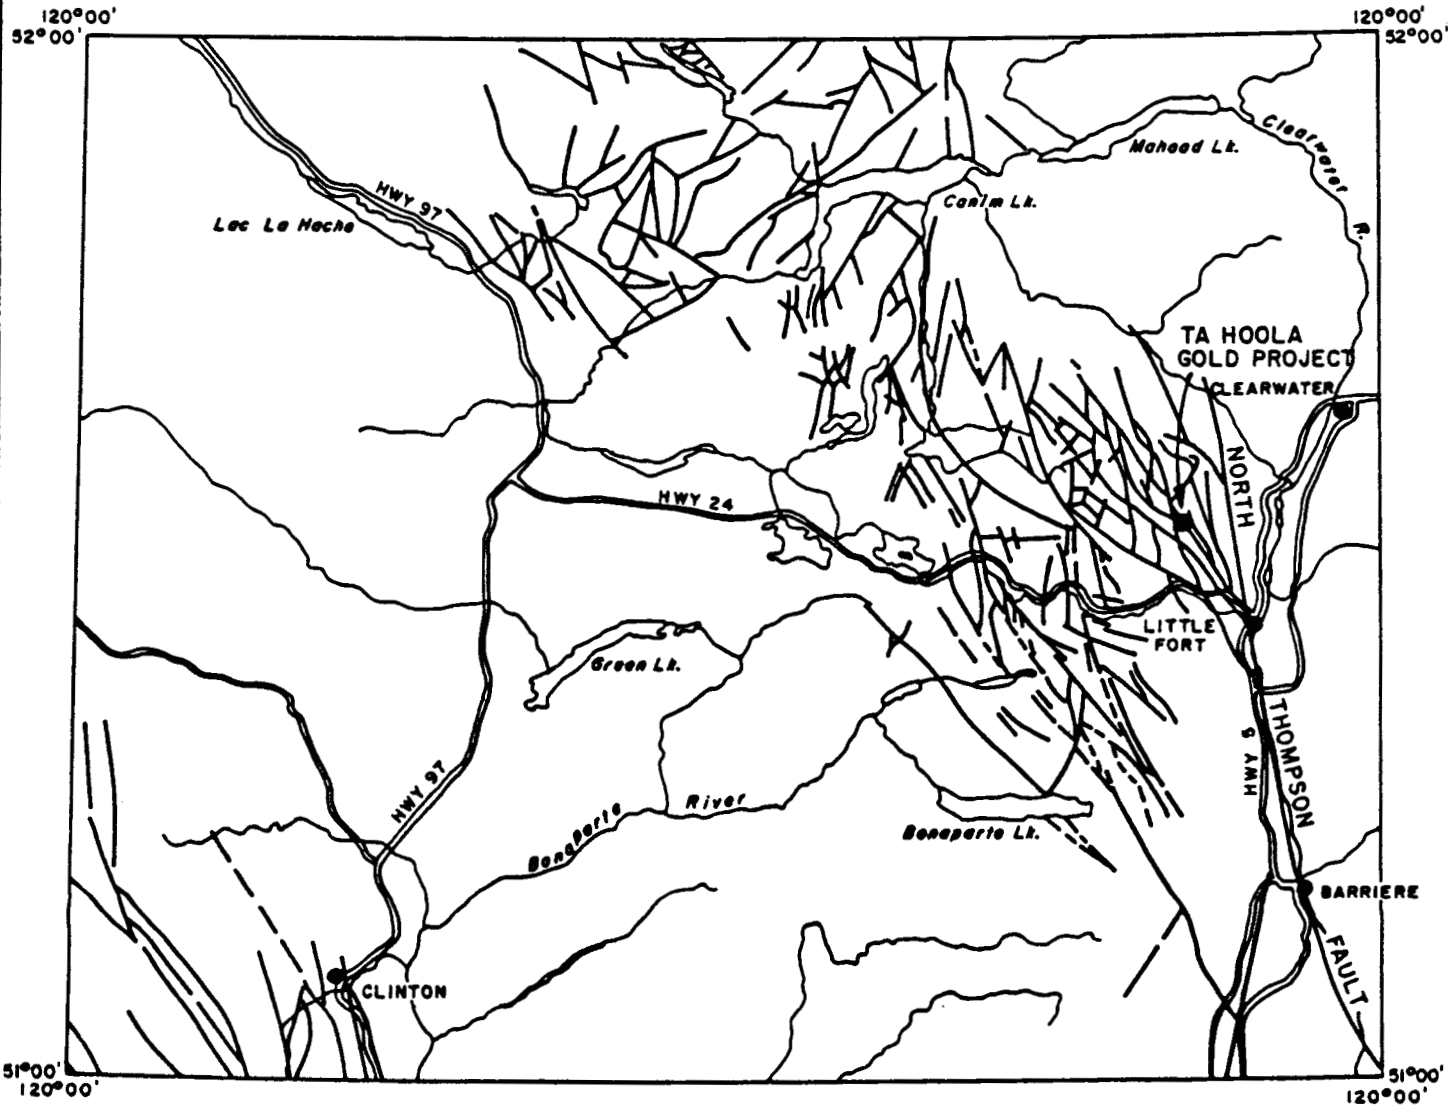 120°00'
120°00'
52°00'
52°00'
Clearwater
R.
Mahood Lk.
HWY 97
Canim Lk.
Lac La Hache
TA HOOLA
GOLD PROJECT
CLEARWATER
NORTH
HWY 24
LITTLE
FORT
Green Lk.
THOMPSON
HWY 5
HWY 97
Bonaparte
River
Bonaparte Lk.
BARRIERE
FAULT
CLINTON
51°00'
51°00'
120°00'
120°00'